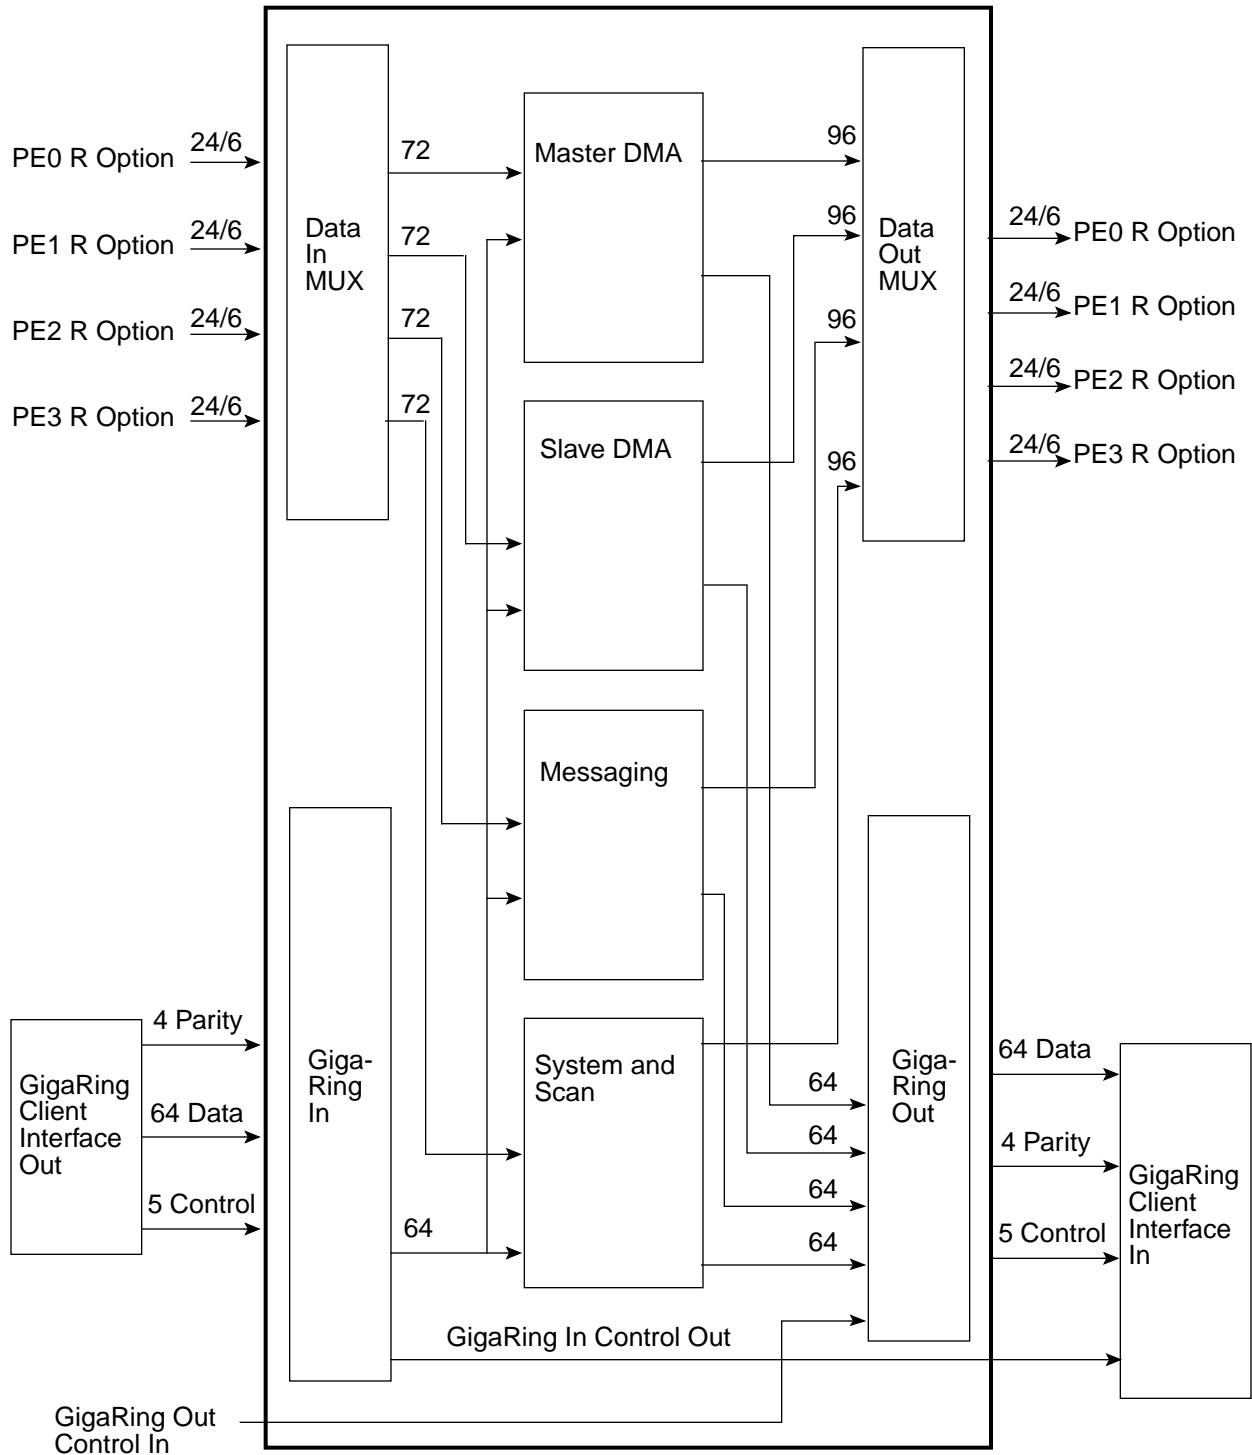 PE0 R Option
24/6
PE1 R Option
24/6
PE2 R Option
24/6
PE3 R Option
24/6
Data
In
MUX
72
72
72
72
Master DMA
Slave DMA
Messaging
System and
Scan
96
96
96
96
Data
Out
MUX
24/6
PE0 R Option
24/6
PE1 R Option
24/6
PE2 R Option
24/6
PE3 R Option
GigaRing
Client
Interface
Out
4 Parity
64 Data
5 Control
Giga-
Ring
In
64
64
64
64
64
Giga-
Ring
Out
64 Data
4 Parity
5 Control
GigaRing
Client
Interface
In
GigaRing In Control Out
GigaRing Out
Control In